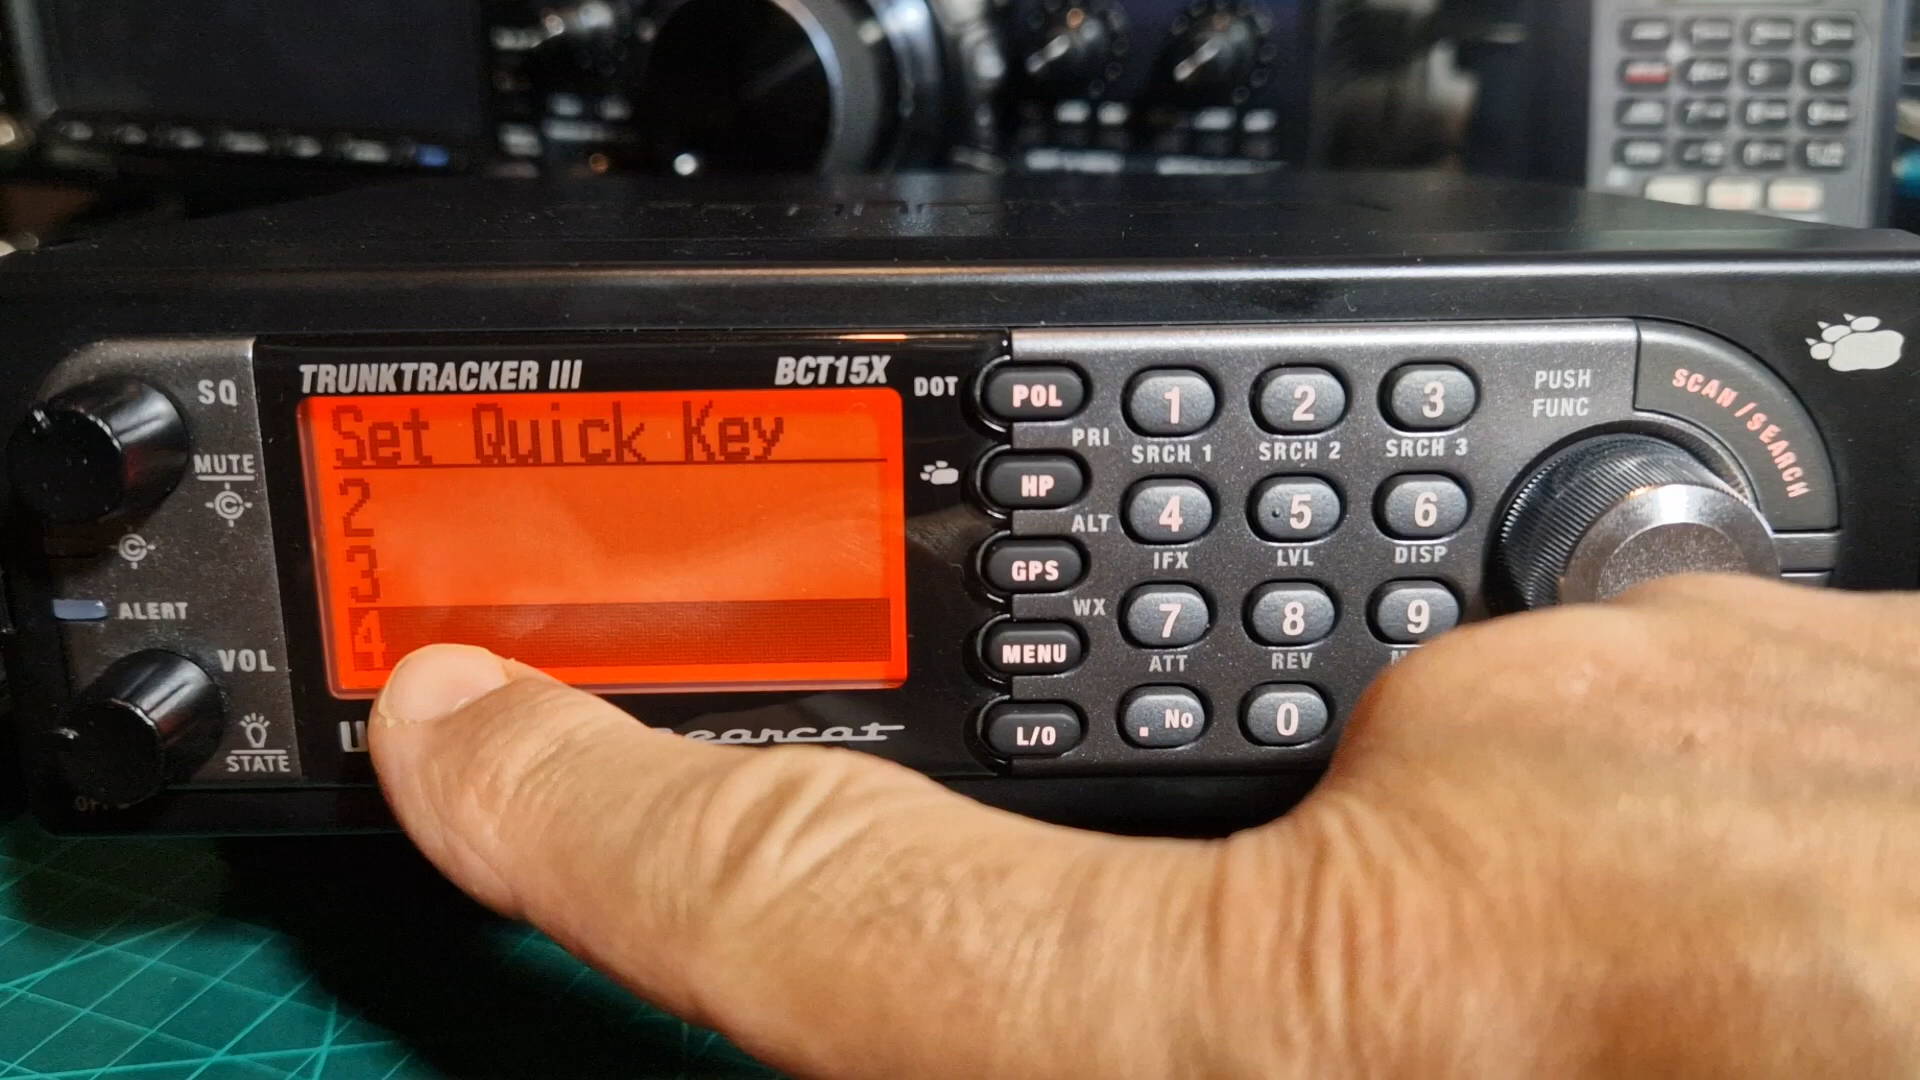 TRUNKTRACKER III
BCT15X
Set Quick Key
2
3
4
SQ
MUTE
ALERT
VOL
STATE
DOT
POL
PRI
HP
ALT
GPS
WX
MENU
L/O
1
2
3
SRCH 1
SRCH 2
SRCH 3
4
5
6
IFX
LVL
DISP
7
8
9
ATT
REV
. No
0
PUSH
FUNC
SCAN / SEARCH